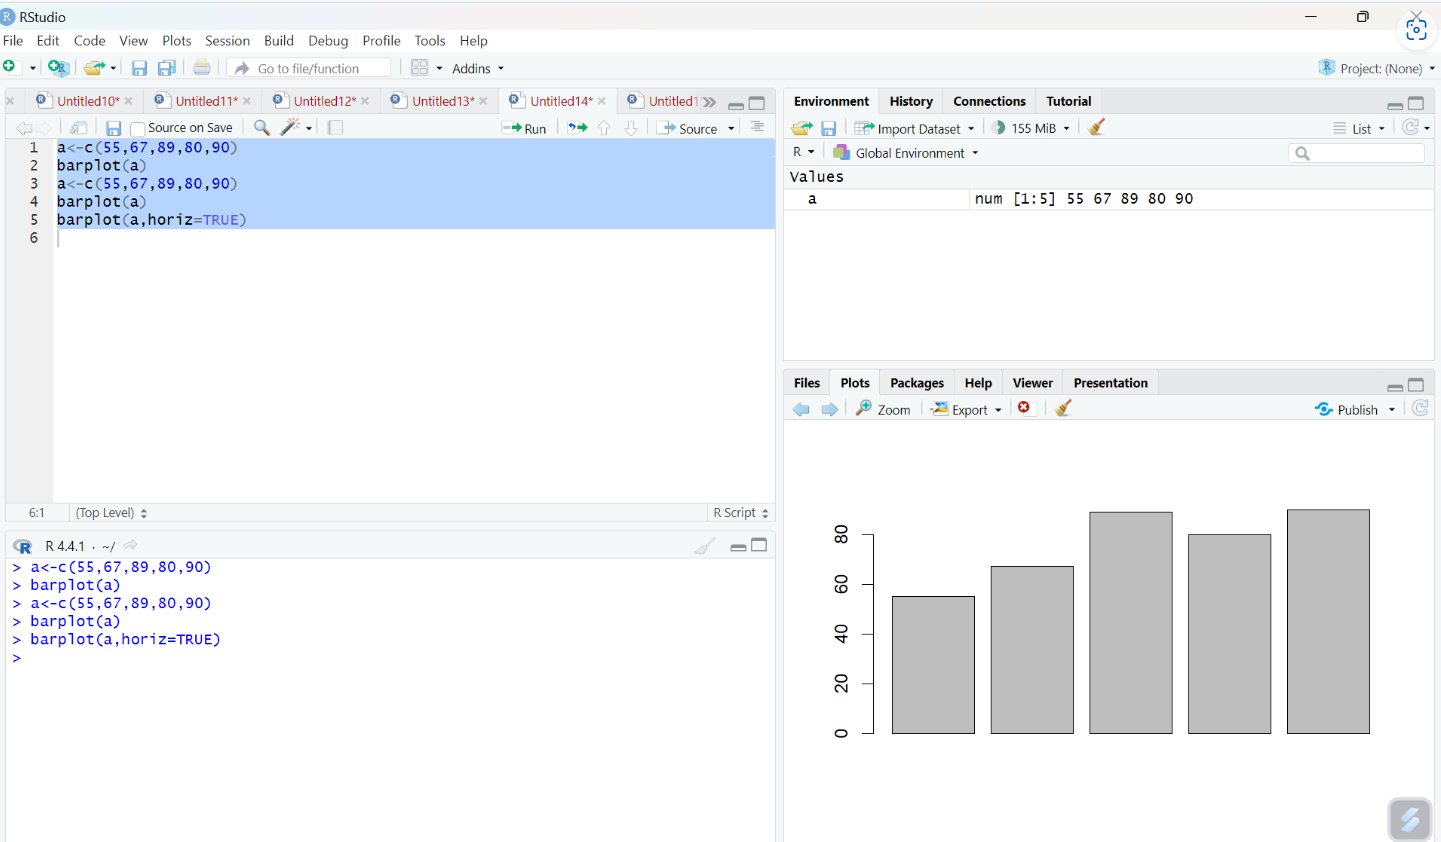 RStudio
File Edit Code View Plots Session Build Debug Profile Tools Help
Go to file/function Addins Project: (None)
Untitled10* Untitled11* Untitled12* Untitled13* Untitled14* Untitled1
Source on Save Run Source
1 a<-c(55,67,89,80,90)
2 barplot(a)
3 a<-c(55,67,89,80,90)
4 barplot(a)
5 barplot(a,horiz=TRUE)
6
6:1 (Top Level) R Script
R 4.4.1 · ~/
> a<-c(55,67,89,80,90)
> barplot(a)
> a<-c(55,67,89,80,90)
> barplot(a)
> barplot(a,horiz=TRUE)
>
Environment History Connections Tutorial
Import Dataset 155 MiB List
R Global Environment
Values
a num [1:5] 55 67 89 80 90
Files Plots Packages Help Viewer Presentation
Zoom Export Publish
80
60
40
20
0